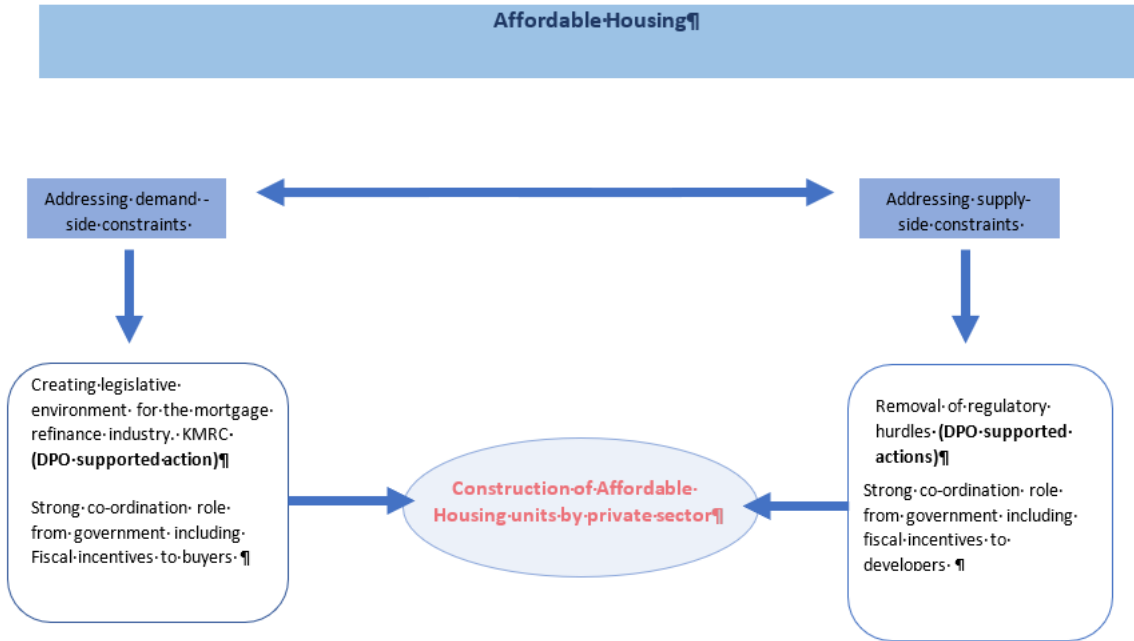 Affordable·Housing¶
Addressing· demand·-
side·constraints·
Addressing· supply-
side·constraints·
Creating·legislative·
environment· for·the·mortgage·
refinance·industry.·KMRC·
(DPO·supported·action)¶
Strong·co-ordination· role·
from·government·including·
Fiscal·incentives·to·buyers·¶
Construction·of·Affordable·
Housing·units·by·private·sector¶
Removal·of·regulatory·
hurdles·(DPO·supported·
actions)¶
Strong·co-ordination· role·
from·government·including·
fiscal·incentives·to·
developers·¶